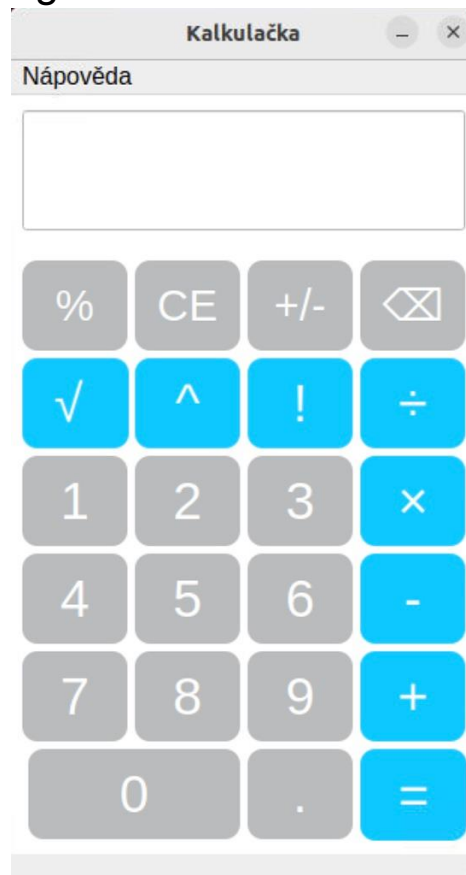 Kalkulačka
Nápověda
% CE +/- ⌫
√ ^ ! ÷
1 2 3 ×
4 5 6 -
7 8 9 +
0 . =